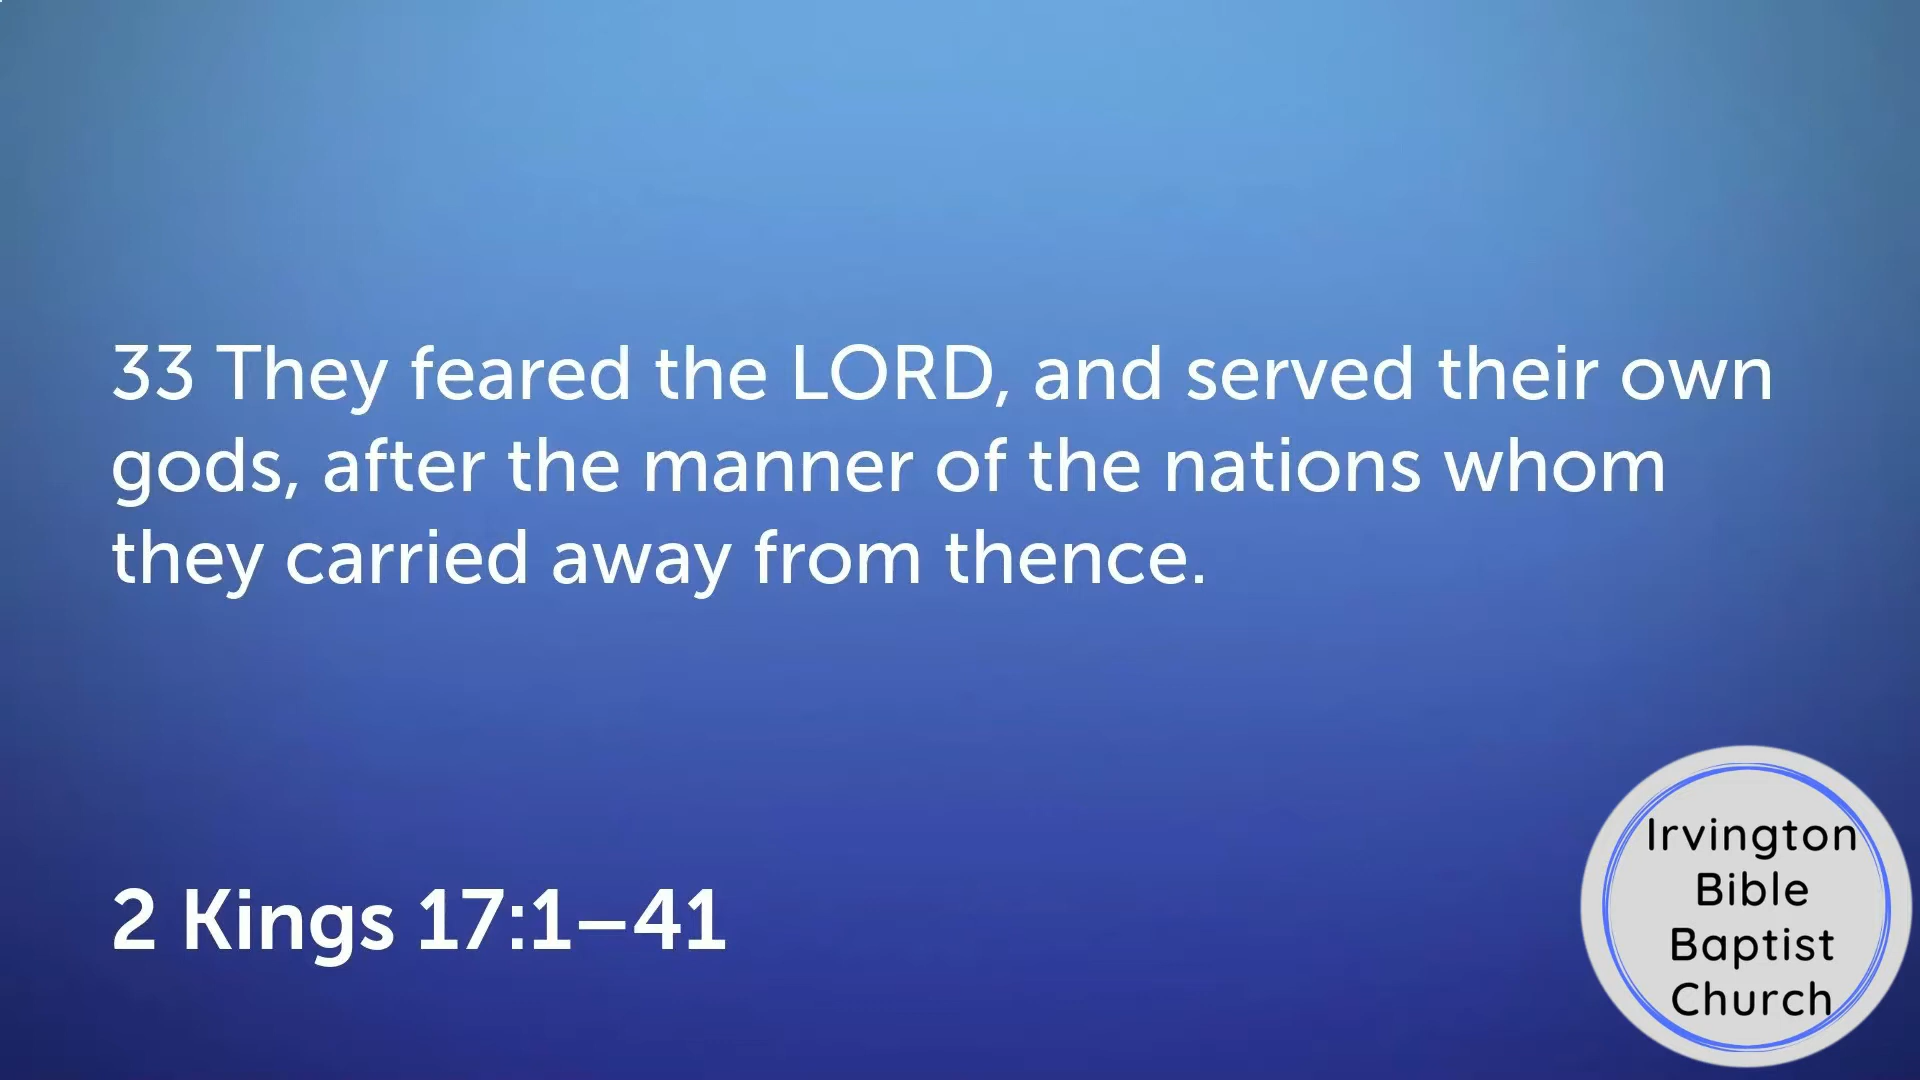 33 They feared the LORD, and served their own
gods, after the manner of the nations whom
they carried away from thence.
2 Kings 17:1–41
Irvington
Bible
Baptist
Church